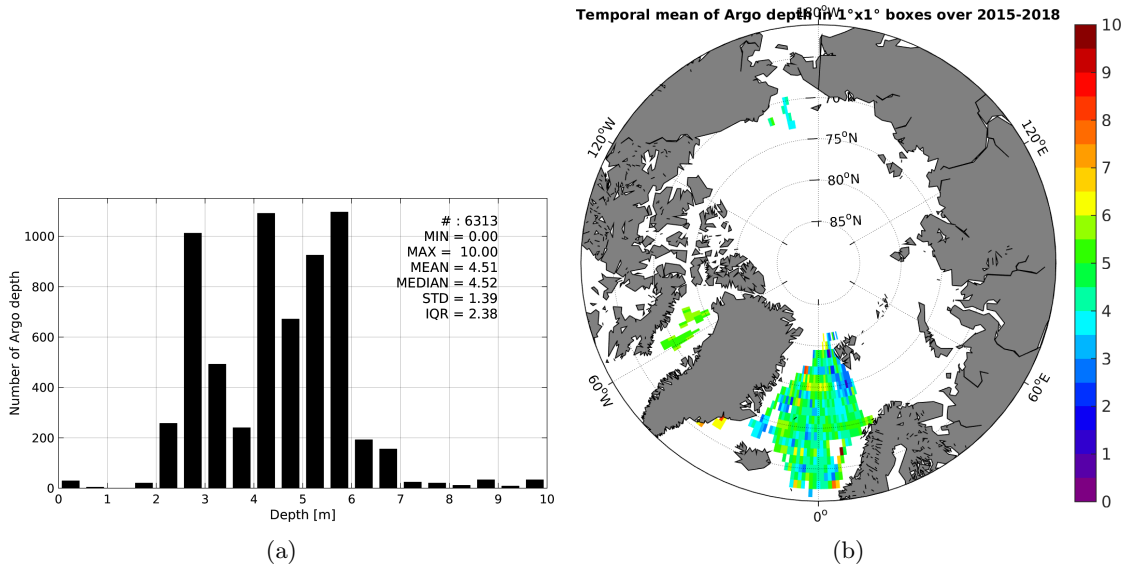 Number of Argo depth
1000
800
600
400
200
0
0 1 2 3 4 5 6 7 8 9 10
Depth [m]
# : 6313
MIN = 0.00
MAX = 10.00
MEAN = 4.51
MEDIAN = 4.52
STD = 1.39
IQR = 2.38
(a)
Temporal mean of Argo depth in 1°x1° boxes over 2015-2018
180°W
120°W
120°E
70°N
75°N
80°N
85°N
60°W
60°E
0°
10
9
8
7
6
5
4
3
2
1
0
(b)